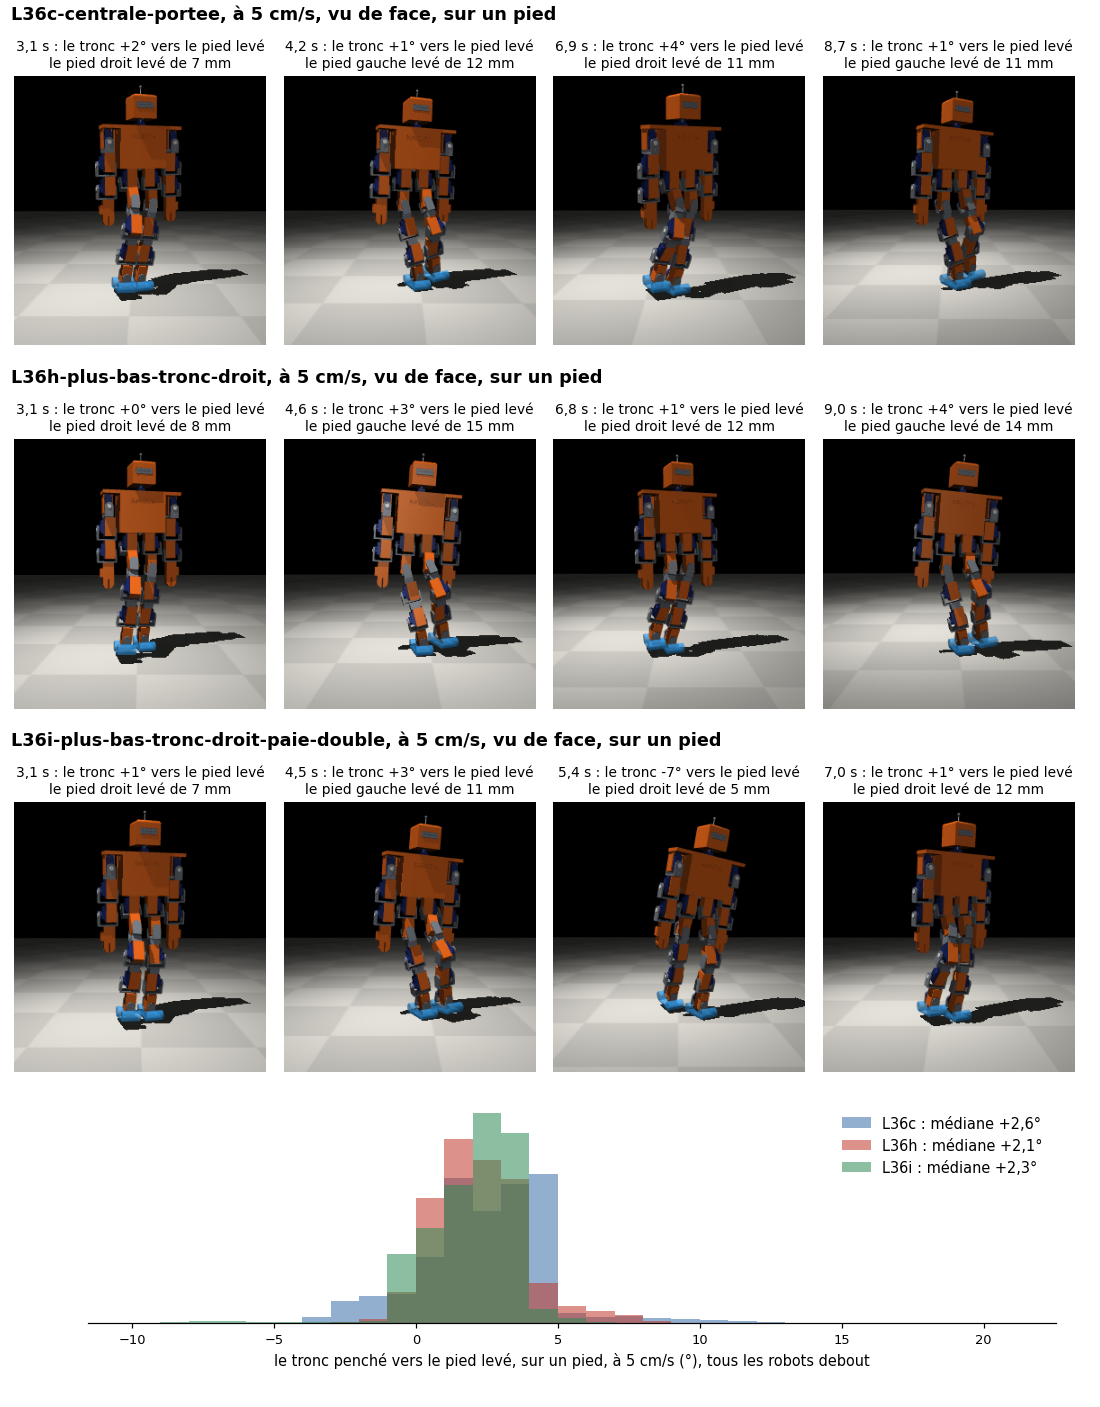 L36c-centrale-portee, à 5 cm/s, vu de face, sur un pied
3,1 s : le tronc +2° vers le pied levé
le pied droit levé de 7 mm
4,2 s : le tronc +1° vers le pied levé
le pied gauche levé de 12 mm
6,9 s : le tronc +4° vers le pied levé
le pied droit levé de 11 mm
8,7 s : le tronc +1° vers le pied levé
le pied gauche levé de 11 mm
L36h-plus-bas-tronc-droit, à 5 cm/s, vu de face, sur un pied
3,1 s : le tronc +0° vers le pied levé
le pied droit levé de 8 mm
4,6 s : le tronc +3° vers le pied levé
le pied gauche levé de 15 mm
6,8 s : le tronc +1° vers le pied levé
le pied droit levé de 12 mm
9,0 s : le tronc +4° vers le pied levé
le pied gauche levé de 14 mm
L36i-plus-bas-tronc-droit-paie-double, à 5 cm/s, vu de face, sur un pied
3,1 s : le tronc +1° vers le pied levé
le pied droit levé de 7 mm
4,5 s : le tronc +3° vers le pied levé
le pied gauche levé de 11 mm
5,4 s : le tronc -7° vers le pied levé
le pied droit levé de 5 mm
7,0 s : le tronc +1° vers le pied levé
le pied droit levé de 12 mm
L36c : médiane +2,6°
L36h : médiane +2,1°
L36i : médiane +2,3°
−10 −5 0 5 10 15 20
le tronc penché vers le pied levé, sur un pied, à 5 cm/s (°), tous les robots debout